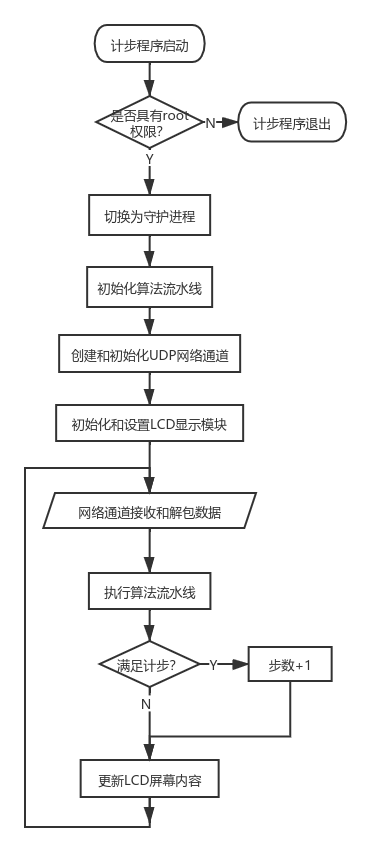 计步程序启动
是否具有root
权限?
N
计步程序退出
Y
切换为守护进程
初始化算法流水线
创建和初始化UDP网络通道
初始化和设置LCD显示模块
网络通道接收和解包数据
执行算法流水线
满足计步?
Y
步数+1
N
更新LCD屏幕内容